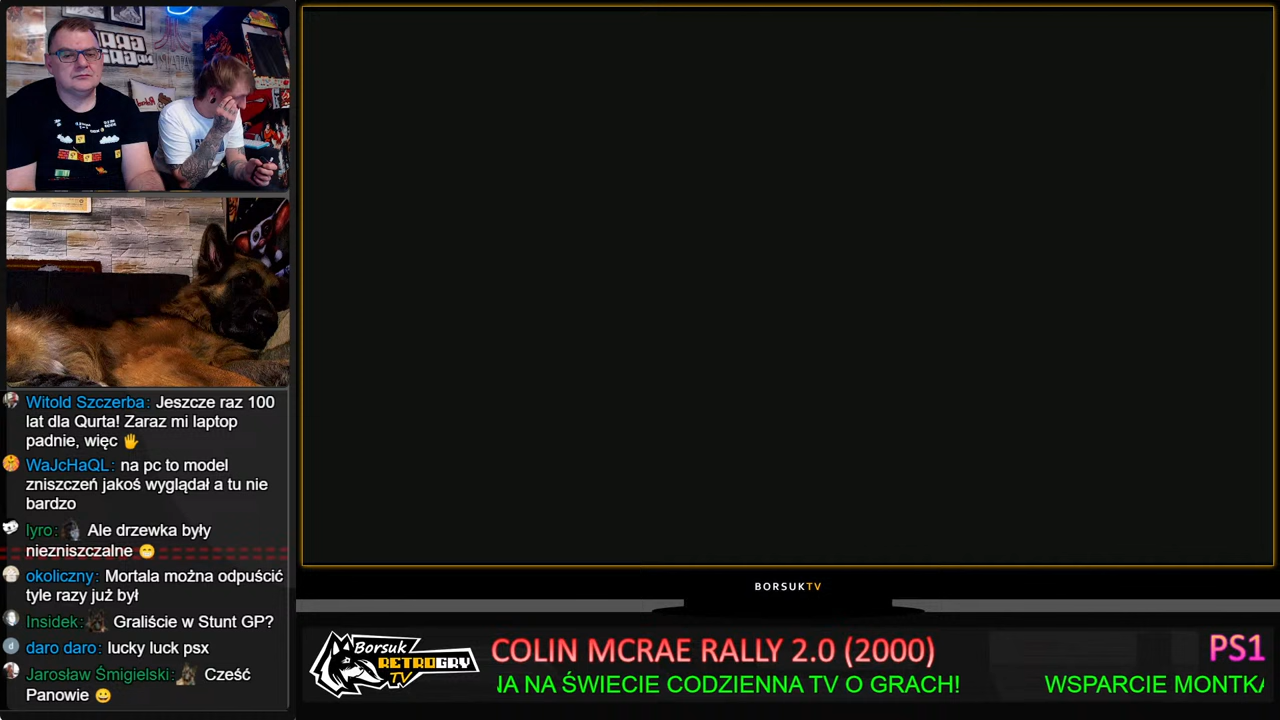 Witold Szczerba: Jeszcze raz 100
lat dla Qurta! Zaraz mi laptop
padnie, więc 🖐
WaJcHaQL: na pc to model
zniszczeń jakoś wyglądał a tu nie
bardzo
lyro: Ale drzewka były
niezniszczalne 😁
okoliczny: Mortala można odpuścić
tyle razy już był
Insidek: Graliście w Stunt GP?
daro daro: lucky luck psx
Jarosław Śmigielski: Cześć
Panowie 😀
BORSUKTV
Borsuk
RETROGRY
TV
COLIN MCRAE RALLY 2.0 (2000)
PS1
NA NA ŚWIECIE CODZIENNA TV O GRACH! WSPARCIE MONTKA